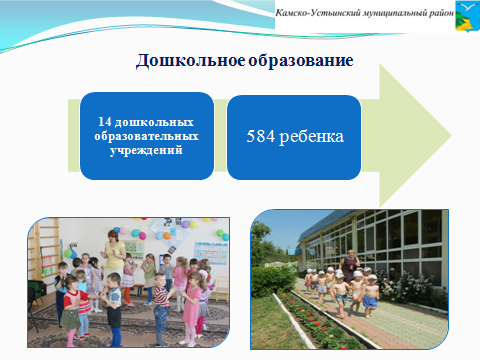 Камско-Устьинский муниципальный район
Дошкольное образование
14 дошкольных
образовательных
учреждений
584 ребенка